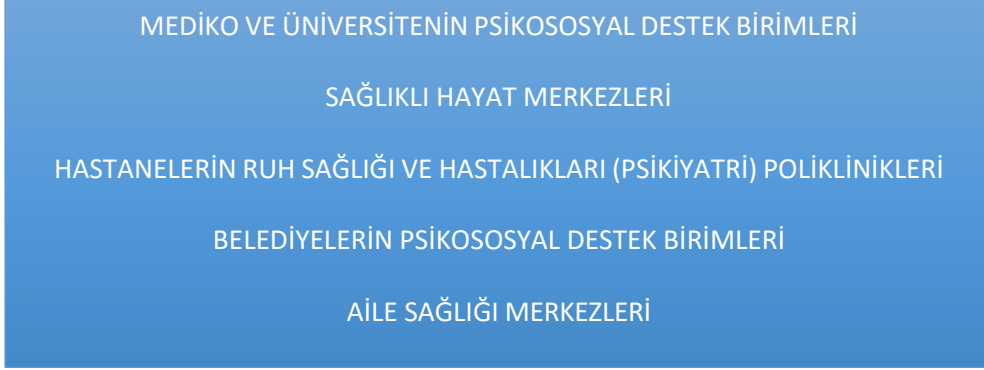 MEDİKO VE ÜNİVERSİTENİN PSİKOSOSYAL DESTEK BİRİMLERİ
SAĞLIKLI HAYAT MERKEZLERİ
HASTANELERİN RUH SAĞLIĞI VE HASTALIKLARI (PSİKİYATRİ) POLİKLİNİKLERİ
BELEDİYELERİN PSİKOSOSYAL DESTEK BİRİMLERİ
AİLE SAĞLIĞI MERKEZLERİ